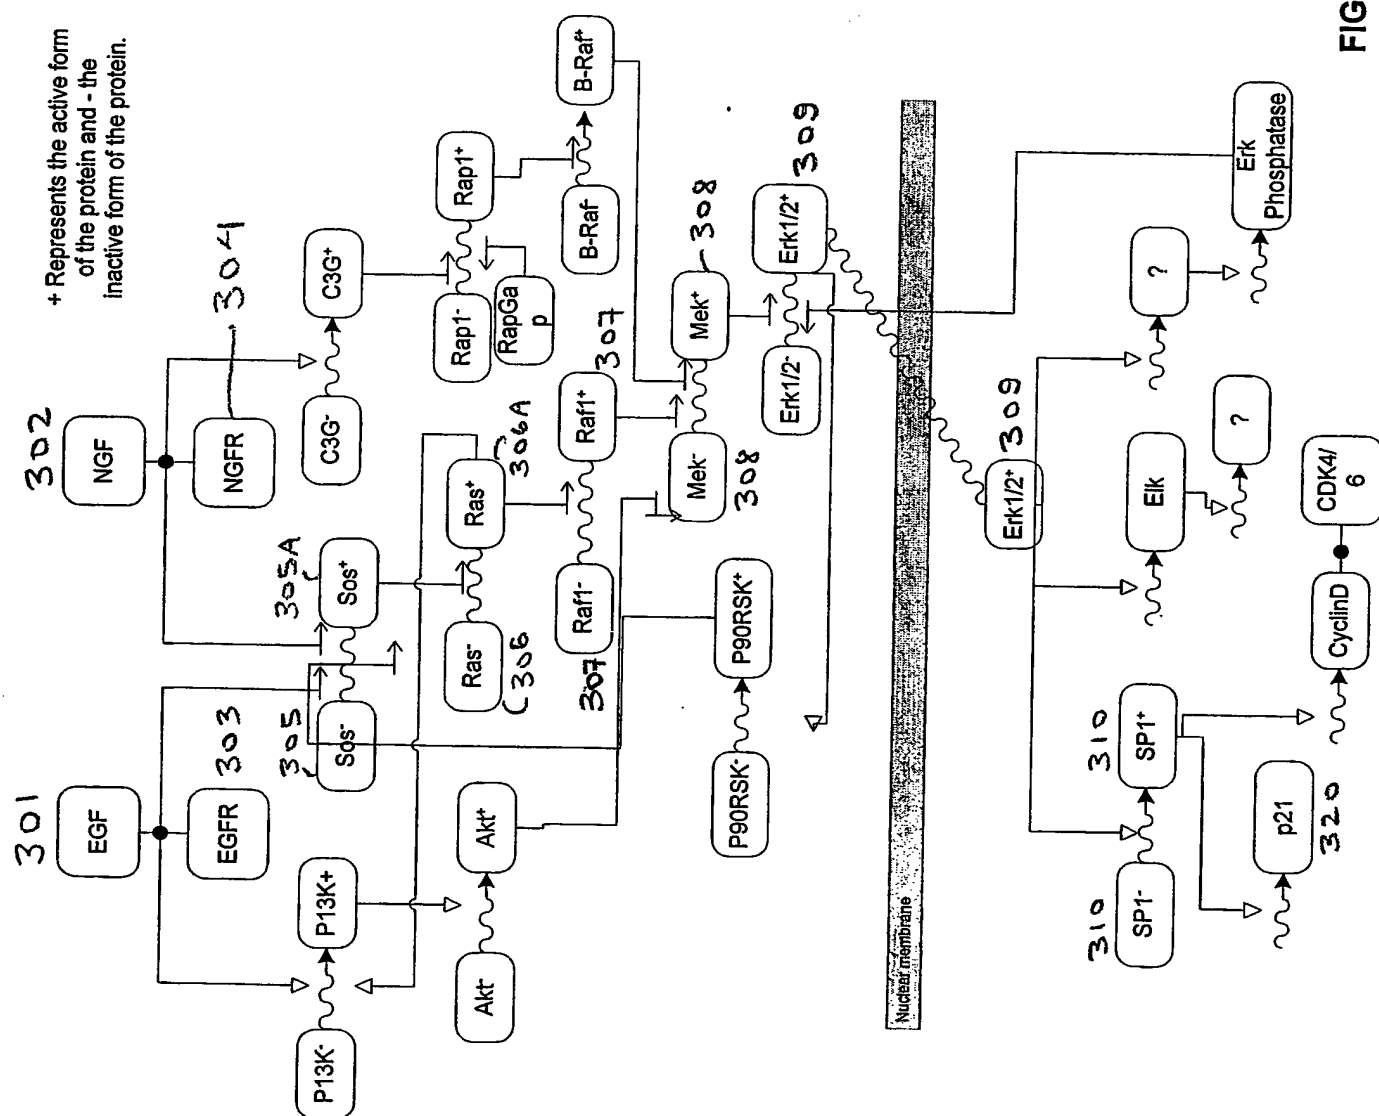 + Represents the active form
of the protein and - the
inactive form of the protein.
301
EGF
303
EGFR
302
NGF
304
NGFR
P13K-
P13K+
305
Sos-
305A
Sos+
C3G-
C3G+
Akt-
Akt+
306
Ras-
306A
Ras+
Rap1-
Rap1+
RapGa
p
307
Raf1-
307
Raf1+
B-Raf-
B-Raf+
308
Mek-
308
Mek+
P90RSK-
P90RSK+
Erk1/2-
Erk1/2+
309
Nuclear membrane
Erk1/2+
309
310
SP1-
310
SP1+
Elk
?
p21
320
CyclinD
CDK4/
6
?
Erk
Phosphatase
FIG